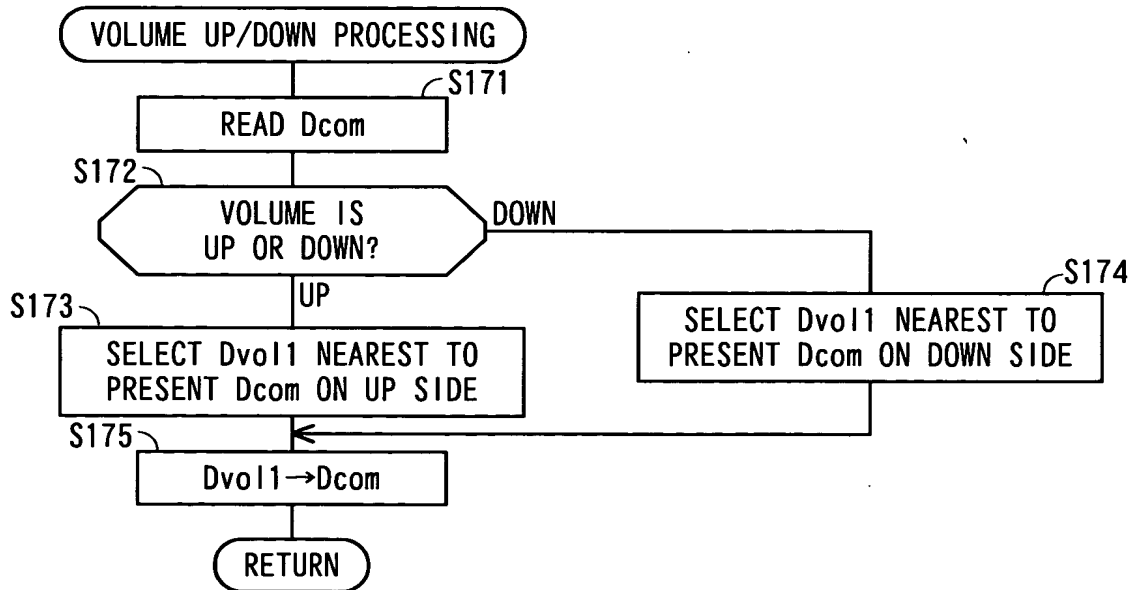 VOLUME UP/DOWN PROCESSING
S171
READ Dcom
S172
VOLUME IS
UP OR DOWN?
DOWN
UP
S173
SELECT Dvol1 NEAREST TO
PRESENT Dcom ON UP SIDE
S174
SELECT Dvol1 NEAREST TO
PRESENT Dcom ON DOWN SIDE
S175
Dvol1→Dcom
RETURN